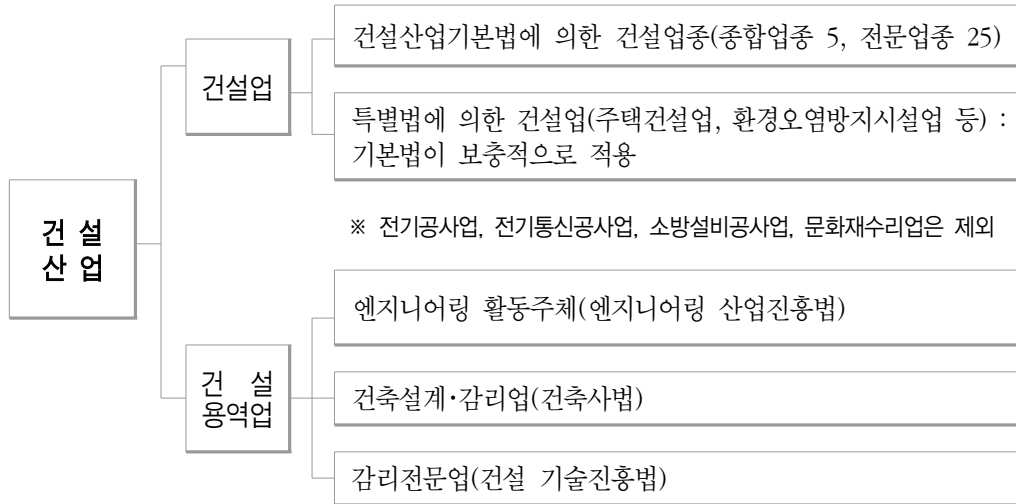 건설산업기본법에 의한 건설업종(종합업종 5, 전문업종 25)
건설업
특별법에 의한 건설업(주택건설업, 환경오염방지시설업 등) :
기본법이 보충적으로 적용
건 설
산 업
※ 전기공사업, 전기통신공사업, 소방설비공사업, 문화재수리업은 제외
엔지니어링 활동주체(엔지니어링 산업진흥법)
건 설
용역업
건축설계·감리업(건축사법)
감리전문업(건설 기술진흥법)